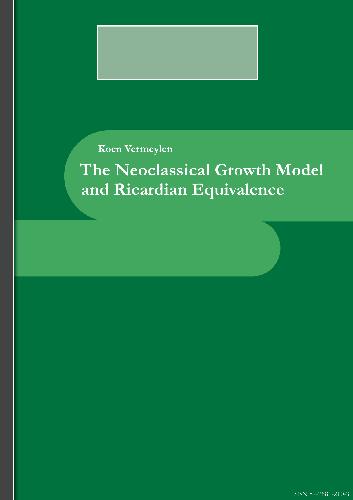 Koen Vermeylen
The Neoclassical Growth Model
and Ricardian Equivalence